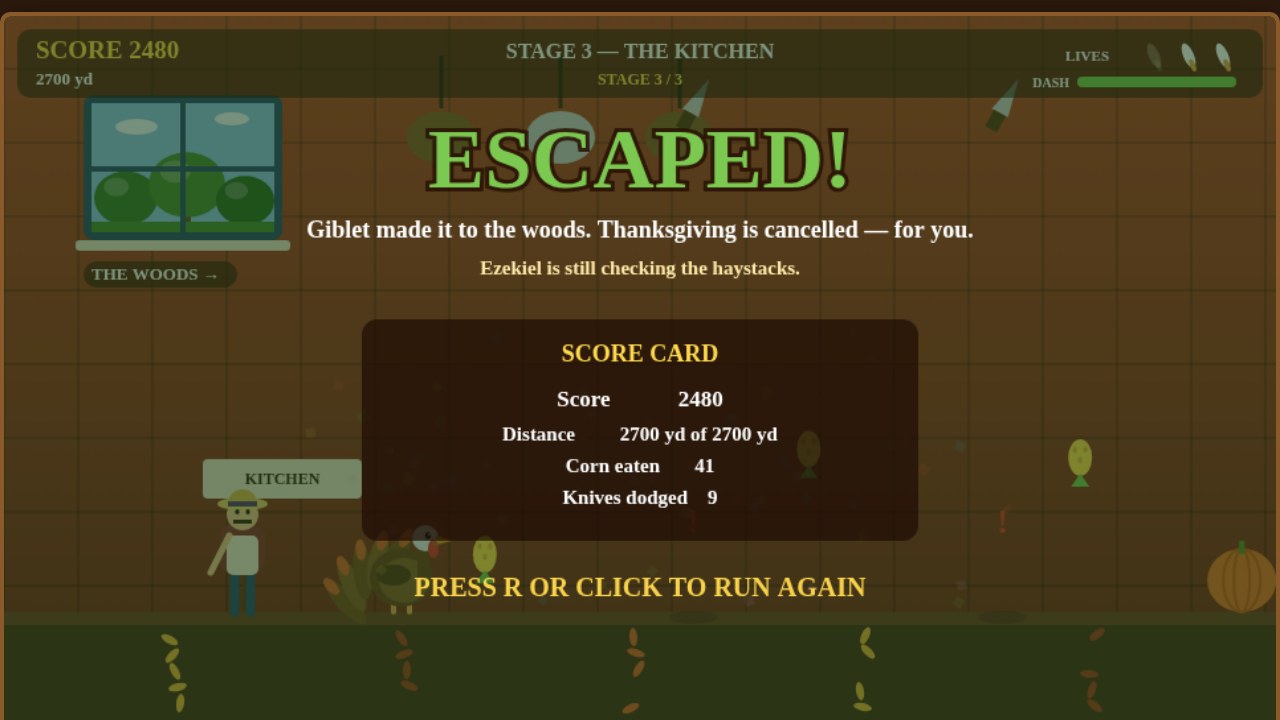 SCORE 2480
2700 yd
STAGE 3 — THE KITCHEN
STAGE 3 / 3
LIVES
DASH
ESCAPED!
Giblet made it to the woods. Thanksgiving is cancelled — for you.
Ezekiel is still checking the haystacks.
THE WOODS →
SCORE CARD
Score 2480
Distance 2700 yd of 2700 yd
Corn eaten 41
Knives dodged 9
KITCHEN
!
!
PRESS R OR CLICK TO RUN AGAIN